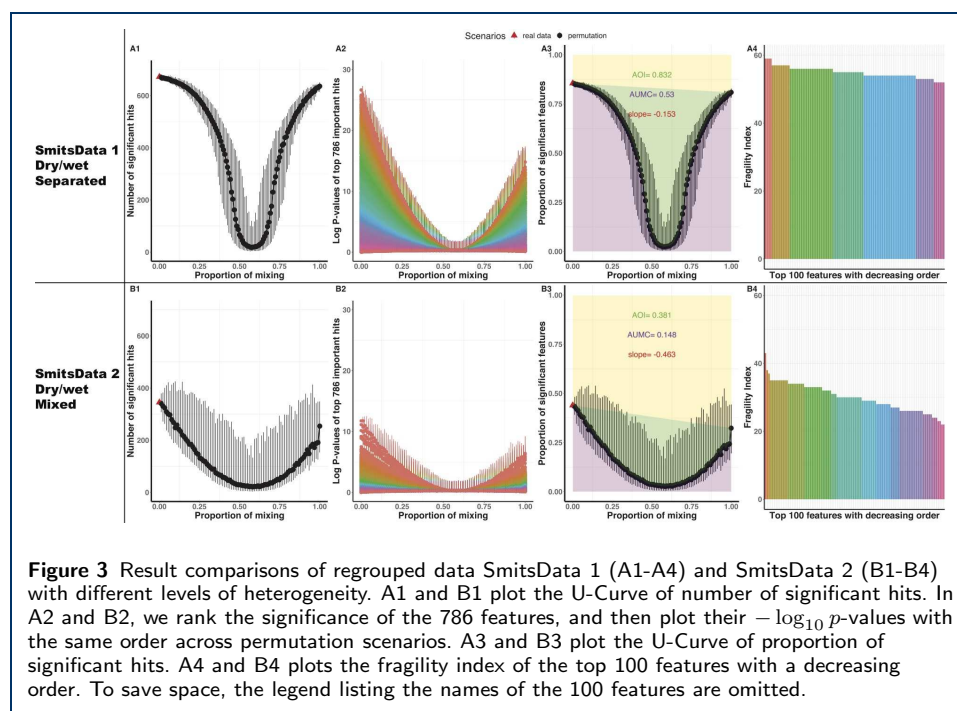 Scenarios ▲ real data ● permutation
A1
A2
A3
A4
SmitsData 1
Dry/wet
Separated
Number of significant hits
600
400
200
0
0.00 0.25 0.50 0.75 1.00
Proportion of mixing
Log P-values of top 786 important hits
30
20
10
0
0.00 0.25 0.50 0.75 1.00
Proportion of mixing
Proportion of significant features
1.00
0.75
0.50
0.25
0.00
AOI= 0.832
AUMC= 0.53
slope= -0.153
0.00 0.25 0.50 0.75 1.00
Proportion of mixing
Fragility Index
60
40
20
0
Top 100 features with decreasing order
B1
B2
B3
B4
SmitsData 2
Dry/wet
Mixed
Number of significant hits
600
400
200
0
0.00 0.25 0.50 0.75 1.00
Proportion of mixing
Log P-values of top 786 important hits
30
20
10
0
0.00 0.25 0.50 0.75 1.00
Proportion of mixing
Proportion of significant features
1.00
0.75
0.50
0.25
0.00
AOI= 0.381
AUMC= 0.148
slope= -0.463
0.00 0.25 0.50 0.75 1.00
Proportion of mixing
Fragility Index
60
40
20
0
Top 100 features with decreasing order
Figure 3 Result comparisons of regrouped data SmitsData 1 (A1-A4) and SmitsData 2 (B1-B4)
with different levels of heterogeneity. A1 and B1 plot the U-Curve of number of significant hits. In
A2 and B2, we rank the significance of the 786 features, and then plot their − log₁₀ p-values with
the same order across permutation scenarios. A3 and B3 plot the U-Curve of proportion of
significant hits. A4 and B4 plots the fragility index of the top 100 features with a decreasing
order. To save space, the legend listing the names of the 100 features are omitted.